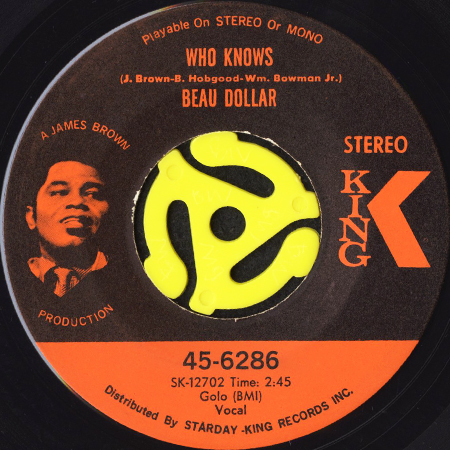 Playable On STEREO Or MONO
WHO KNOWS
(J. Brown-B. Hobgood-Wm. Bowman Jr.)
BEAU DOLLAR
A JAMES BROWN
PRODUCTION
STEREO
KING
K
45-6286
SK-12702 Time: 2:45
Golo (BMI)
Vocal
Distributed By STARDAY-KING RECORDS INC.